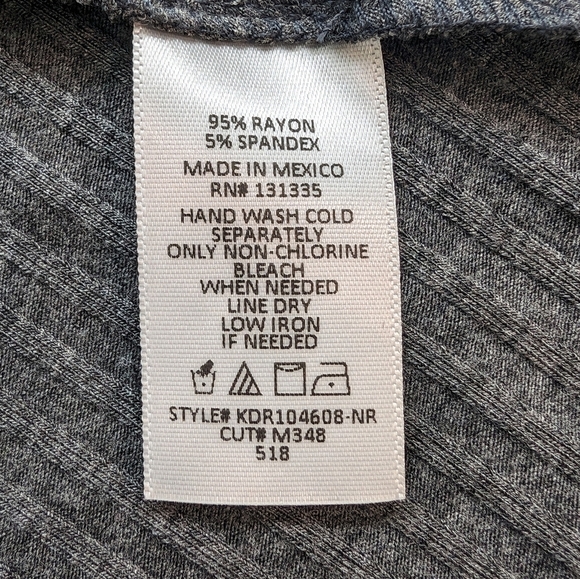 95% RAYON
5% SPANDEX
MADE IN MEXICO
RN# 131335
HAND WASH COLD
SEPARATELY
ONLY NON-CHLORINE
BLEACH
WHEN NEEDED
LINE DRY
LOW IRON
IF NEEDED
STYLE# KDR104608-NR
CUT# M348
518